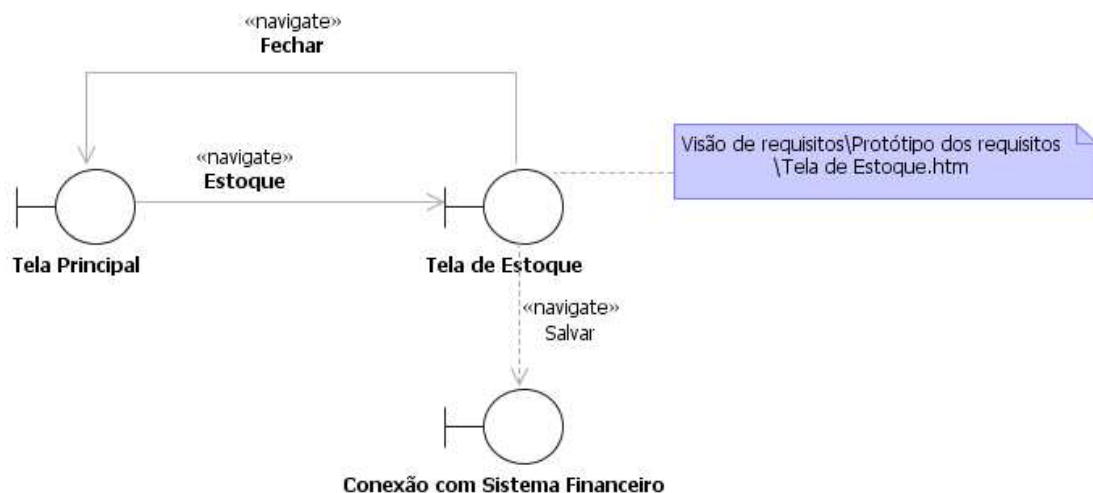 «navigate»
Fechar
Visão de requisitos\Protótipo dos requisitos
\Tela de Estoque.htm
«navigate»
Estoque
Tela Principal
Tela de Estoque
«navigate»
Salvar
Conexão com Sistema Financeiro